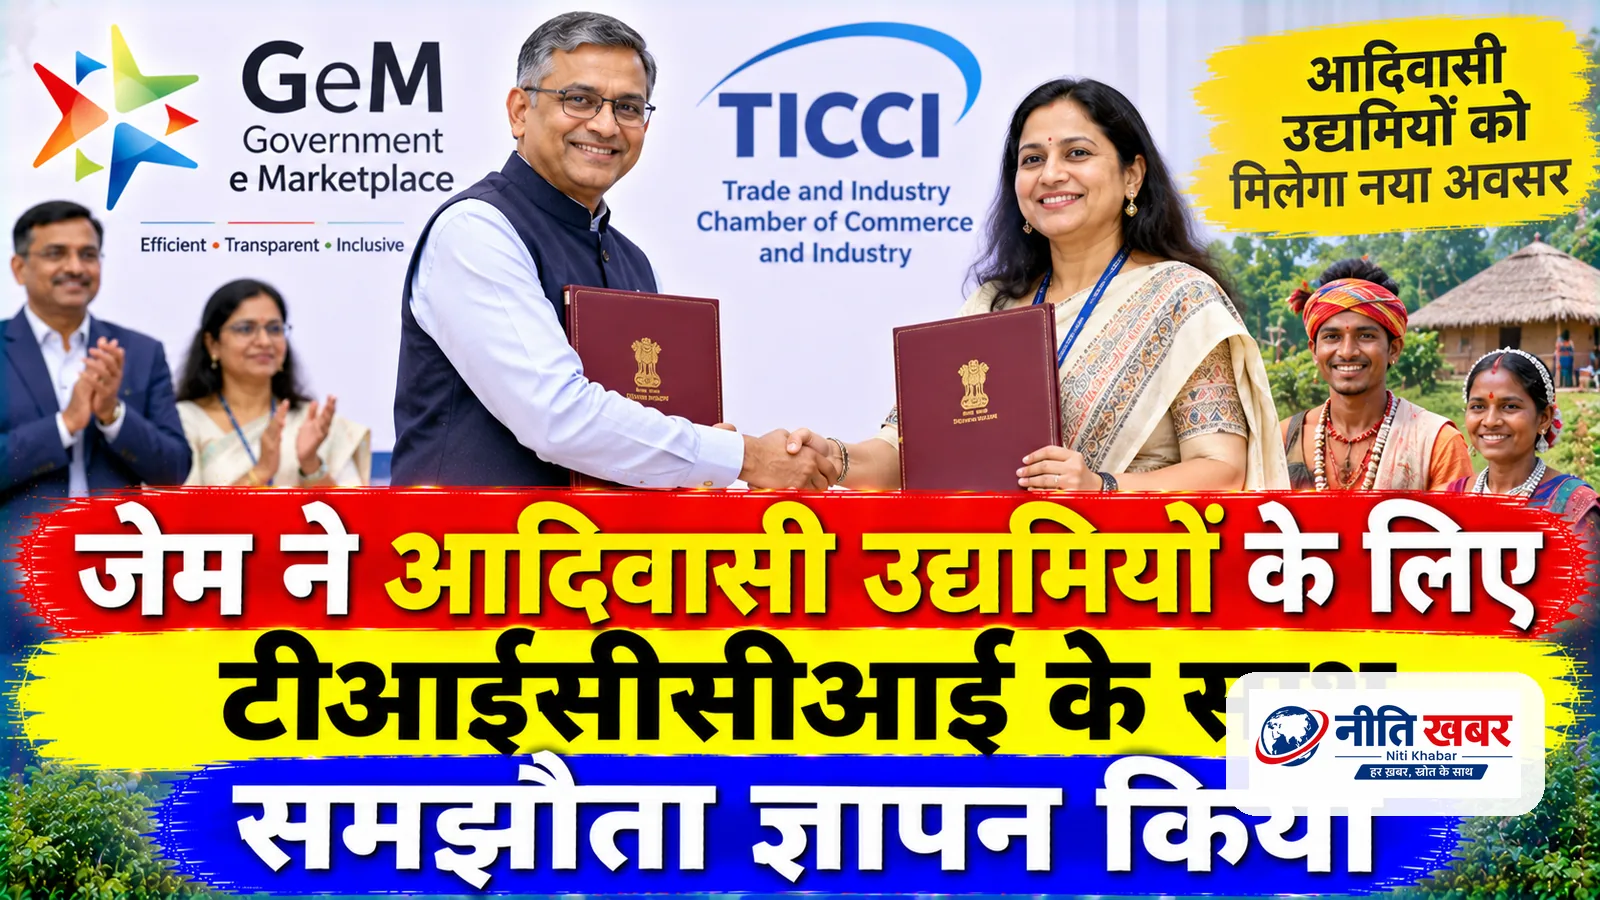 GeM
Government
e Marketplace
Efficient • Transparent • Inclusive
TICCI
Trade and Industry
Chamber of Commerce
and Industry
आदिवासी
उद्यमियों को
मिलेगा नया अवसर
जेम ने आदिवासी उद्यमियों के लिए
टीआईसीसीआई के
समझौता ज्ञापन किया
नीति खबर
Niti Khabar
हर ख़बर, स्रोत के साथ